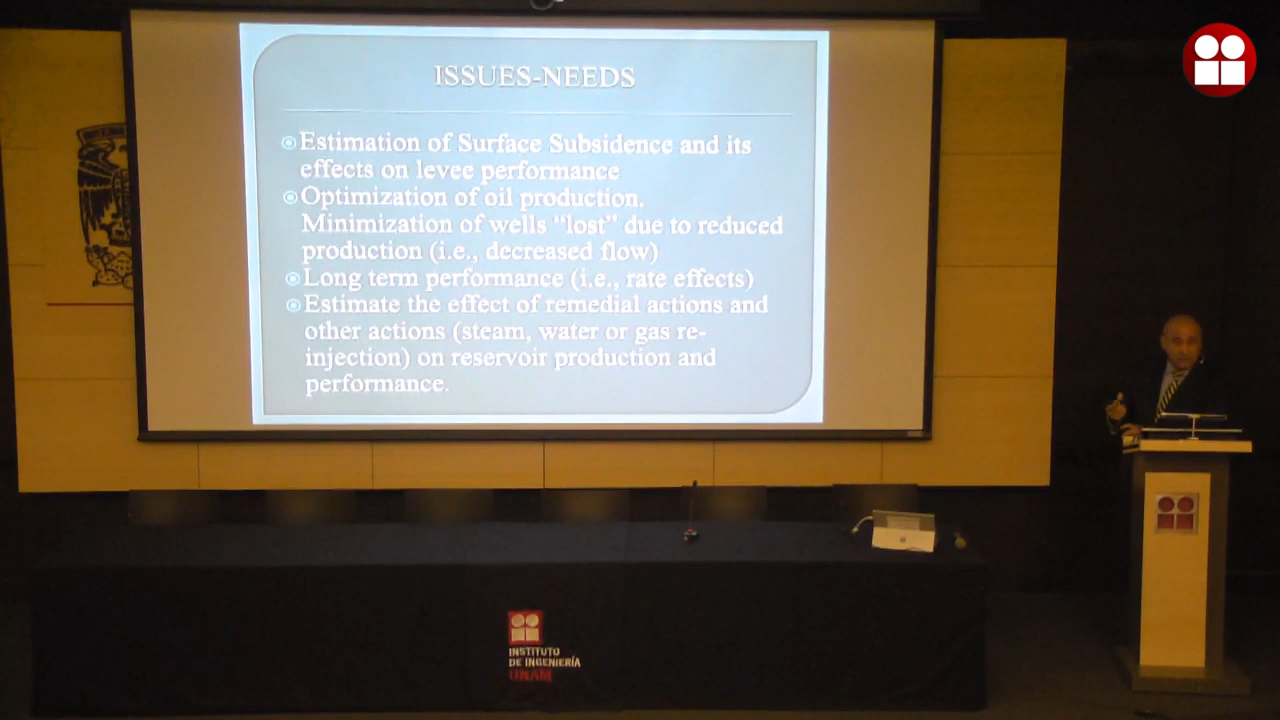 ISSUES-NEEDS
Estimation of Surface Subsidence and its
effects on levee performance
Optimization of oil production.
Minimization of wells “lost” due to reduced
production (i.e., decreased flow)
Long term performance (i.e., rate effects)
Estimate the effect of remedial actions and
other actions (steam, water or gas re-
injection) on reservoir production and
performance.
INSTITUTO
DE INGENIERÍA
UNAM